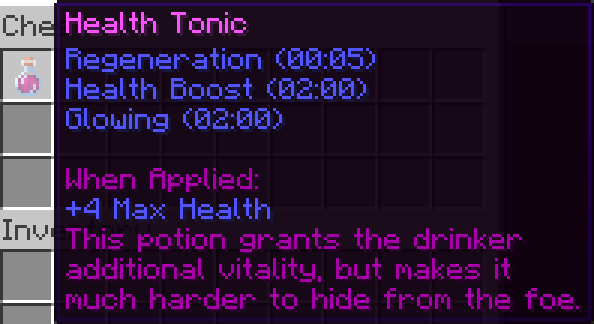 Health Tonic
Che
Regeneration (00:05)
Health Boost (02:00)
Glowing (02:00)
When Applied:
+4 Max Health
Inve
This potion grants the drinker
additional vitality, but makes it
much harder to hide from the foe.